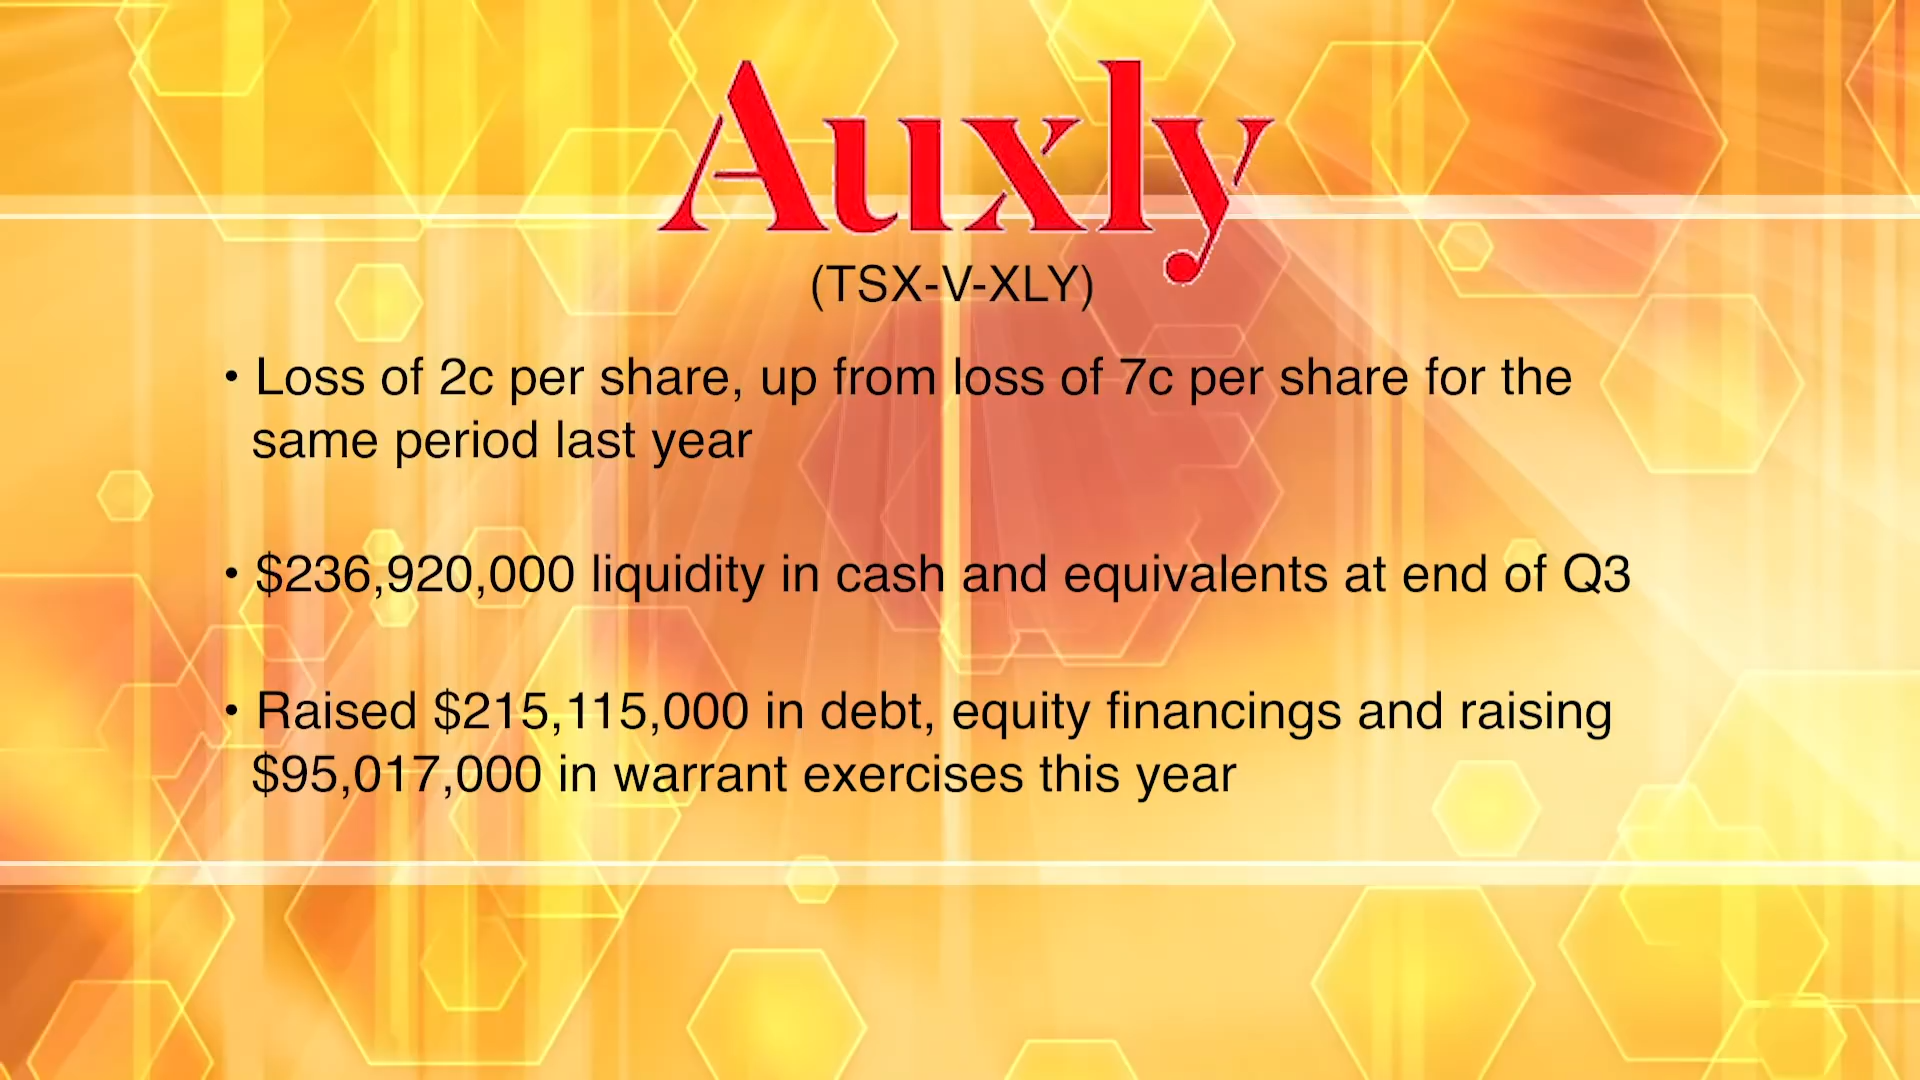 Auxly
(TSX-V-XLY)
• Loss of 2c per share, up from loss of 7c per share for the
same period last year
• $236,920,000 liquidity in cash and equivalents at end of Q3
• Raised $215,115,000 in debt, equity financings and raising
$95,017,000 in warrant exercises this year